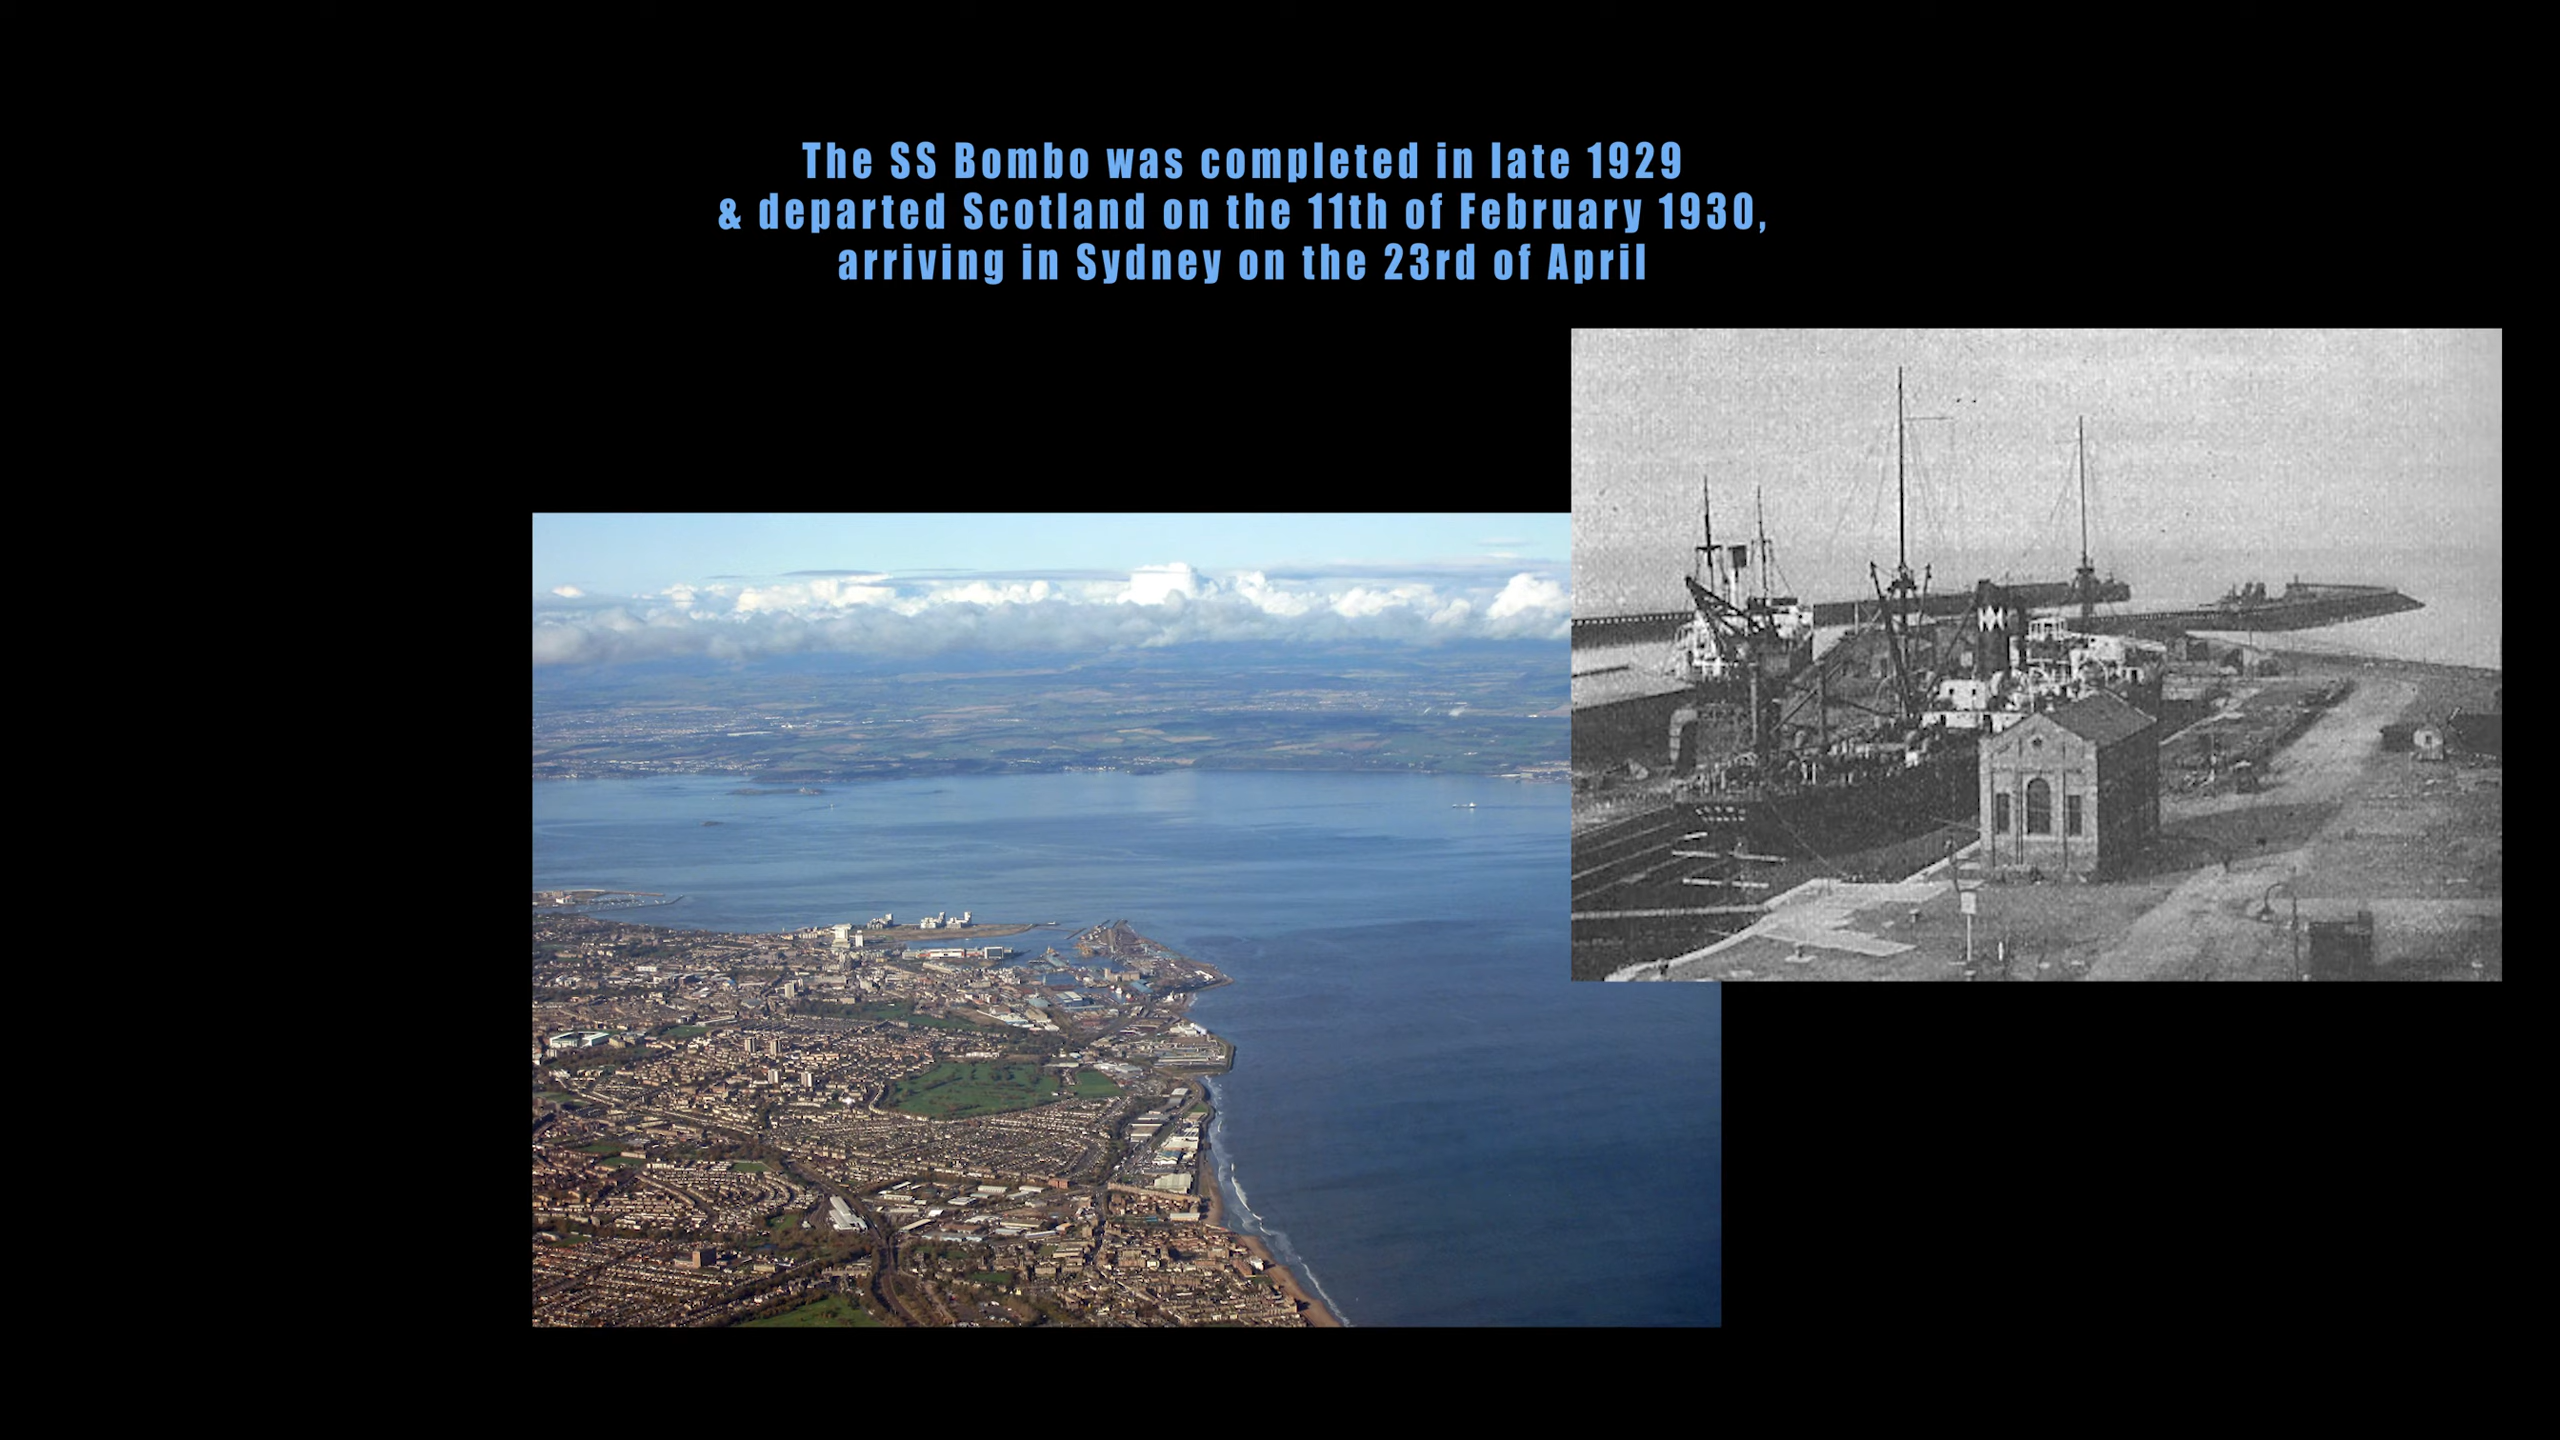 The SS Bombo was completed in late 1929
& departed Scotland on the 11th of February 1930,
arriving in Sydney on the 23rd of April